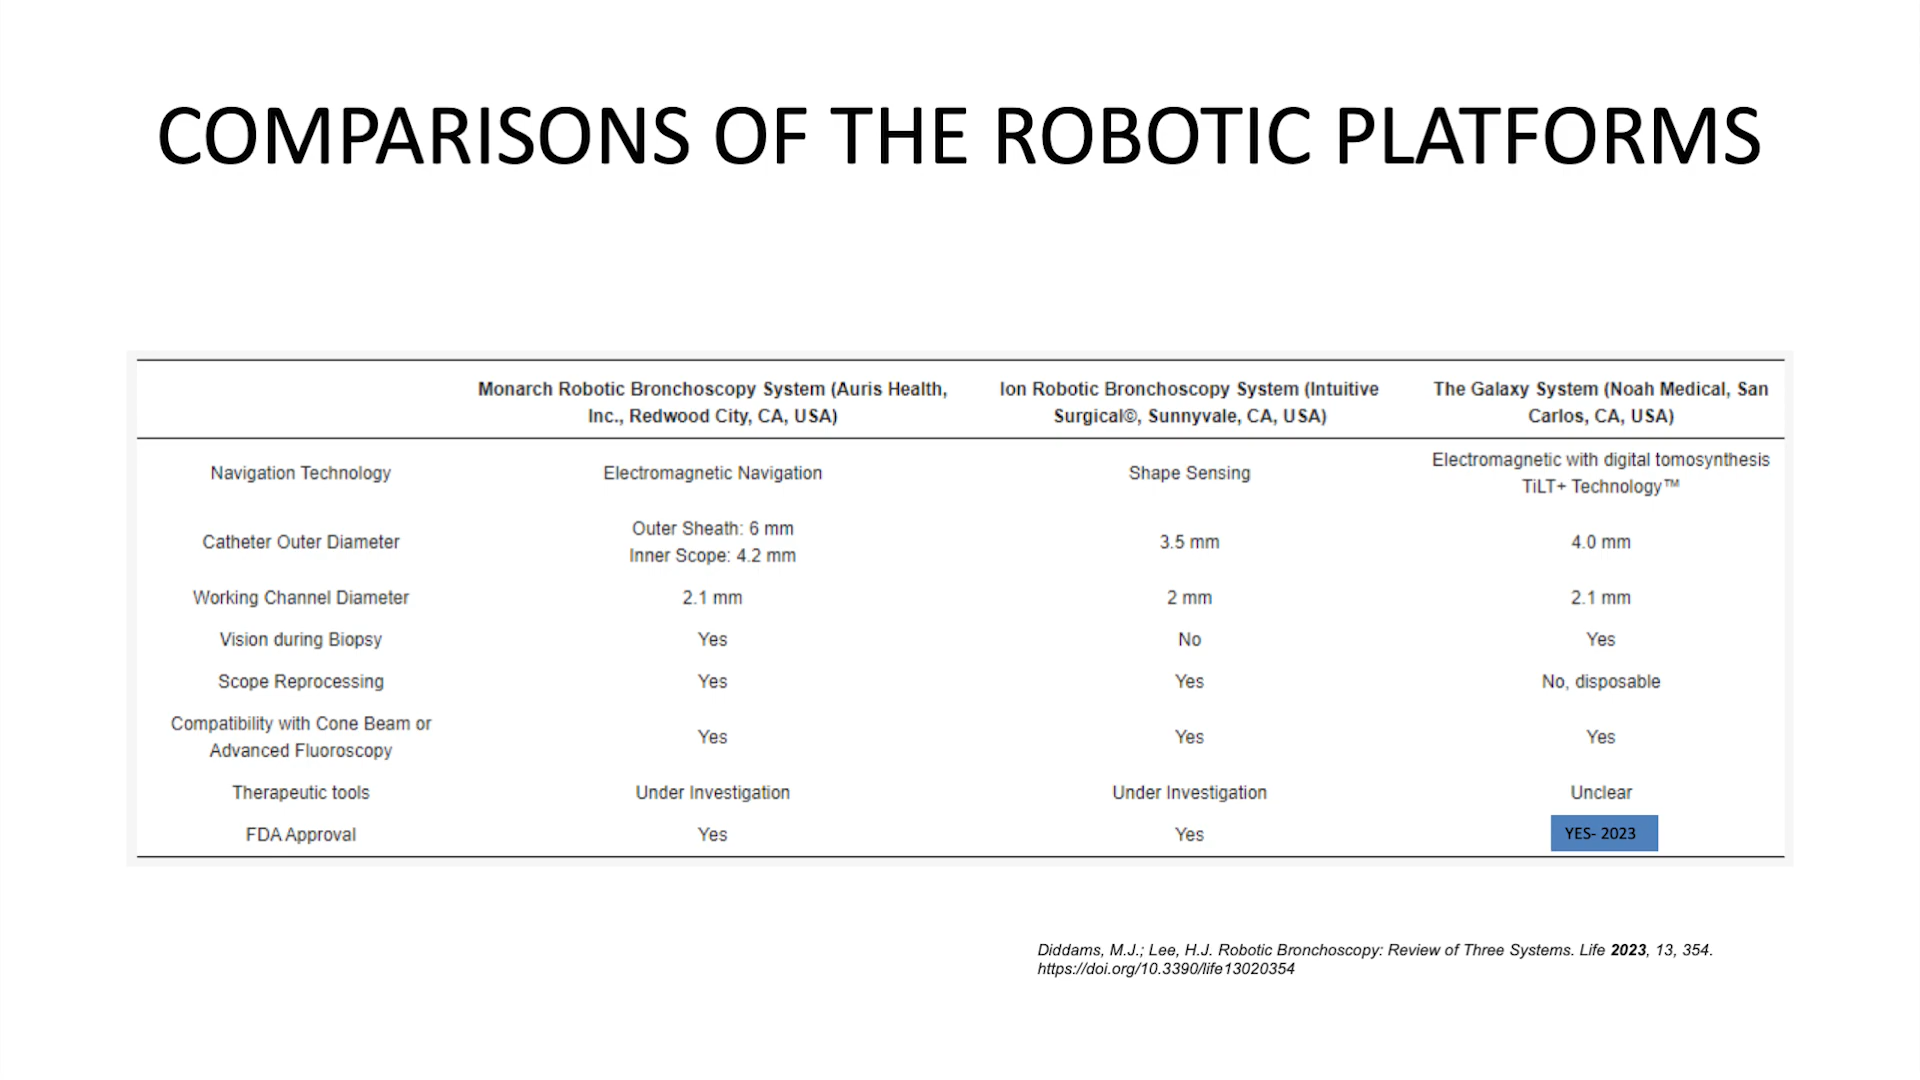 COMPARISONS OF THE ROBOTIC PLATFORMS
Monarch Robotic Bronchoscopy System (Auris Health,
Inc., Redwood City, CA, USA)
Ion Robotic Bronchoscopy System (Intuitive
Surgical©, Sunnyvale, CA, USA)
The Galaxy System (Noah Medical, San
Carlos, CA, USA)
Navigation Technology
Electromagnetic Navigation
Shape Sensing
Electromagnetic with digital tomosynthesis
TiLT+ Technology™
Catheter Outer Diameter
Outer Sheath: 6 mm
Inner Scope: 4.2 mm
3.5 mm
4.0 mm
Working Channel Diameter
2.1 mm
2 mm
2.1 mm
Vision during Biopsy
Yes
No
Yes
Scope Reprocessing
Yes
Yes
No, disposable
Compatibility with Cone Beam or
Advanced Fluoroscopy
Yes
Yes
Yes
Therapeutic tools
Under Investigation
Under Investigation
Unclear
FDA Approval
Yes
Yes
YES- 2023
Diddams, M.J.; Lee, H.J. Robotic Bronchoscopy: Review of Three Systems. Life 2023, 13, 354.
https://doi.org/10.3390/life13020354